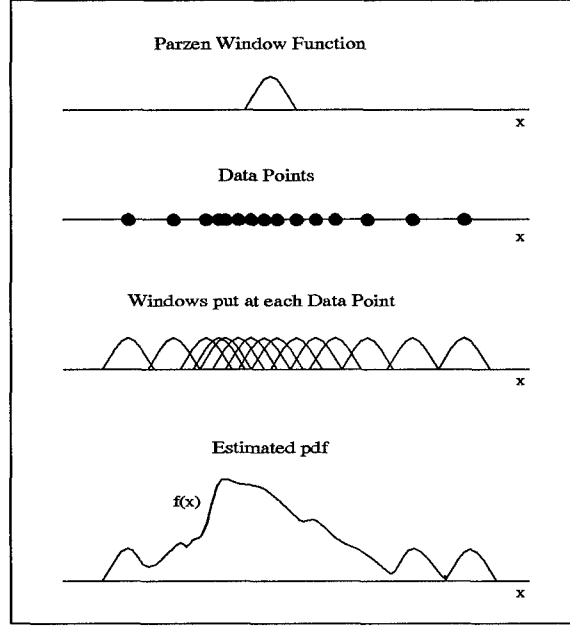 Parzen Window Function
x
Data Points
x
Windows put at each Data Point
x
Estimated pdf
f(x)
x